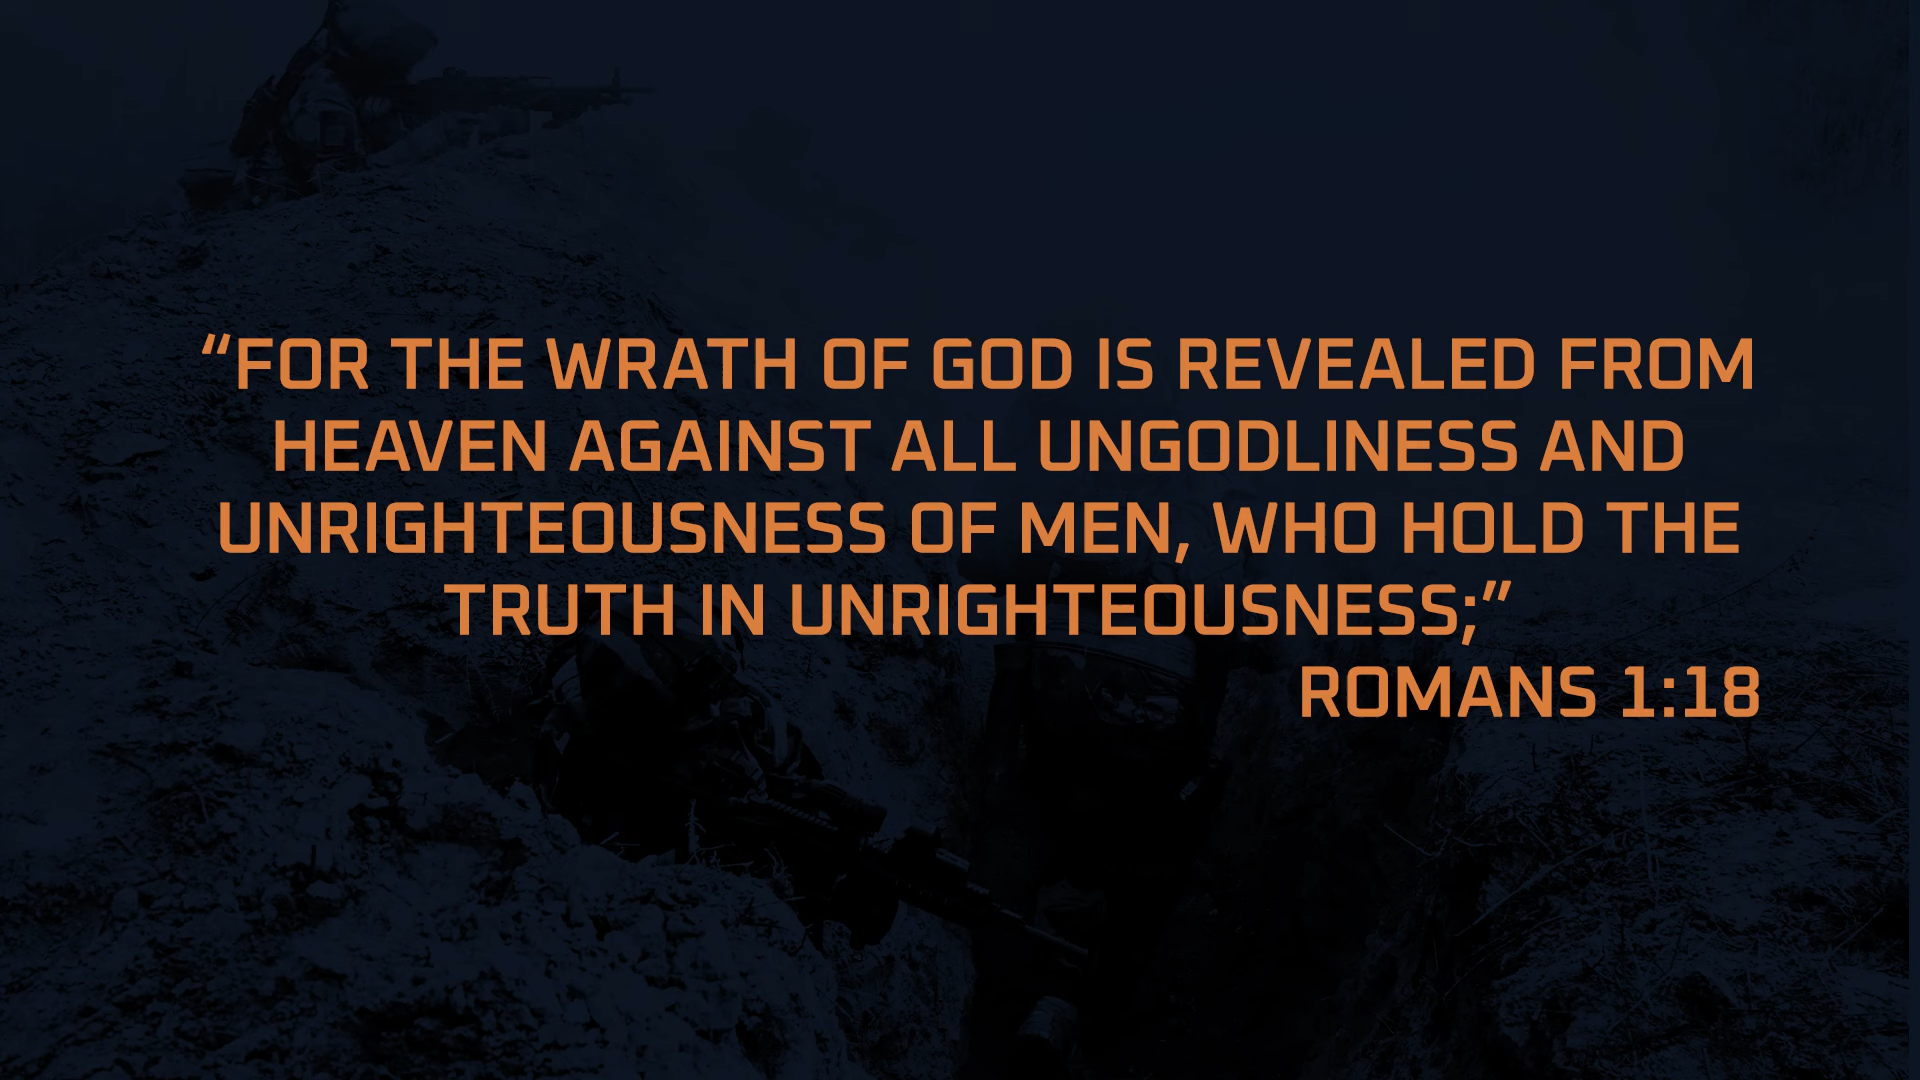 “FOR THE WRATH OF GOD IS REVEALED FROM
HEAVEN AGAINST ALL UNGODLINESS AND
UNRIGHTEOUSNESS OF MEN, WHO HOLD THE
TRUTH IN UNRIGHTEOUSNESS;”
ROMANS 1:18